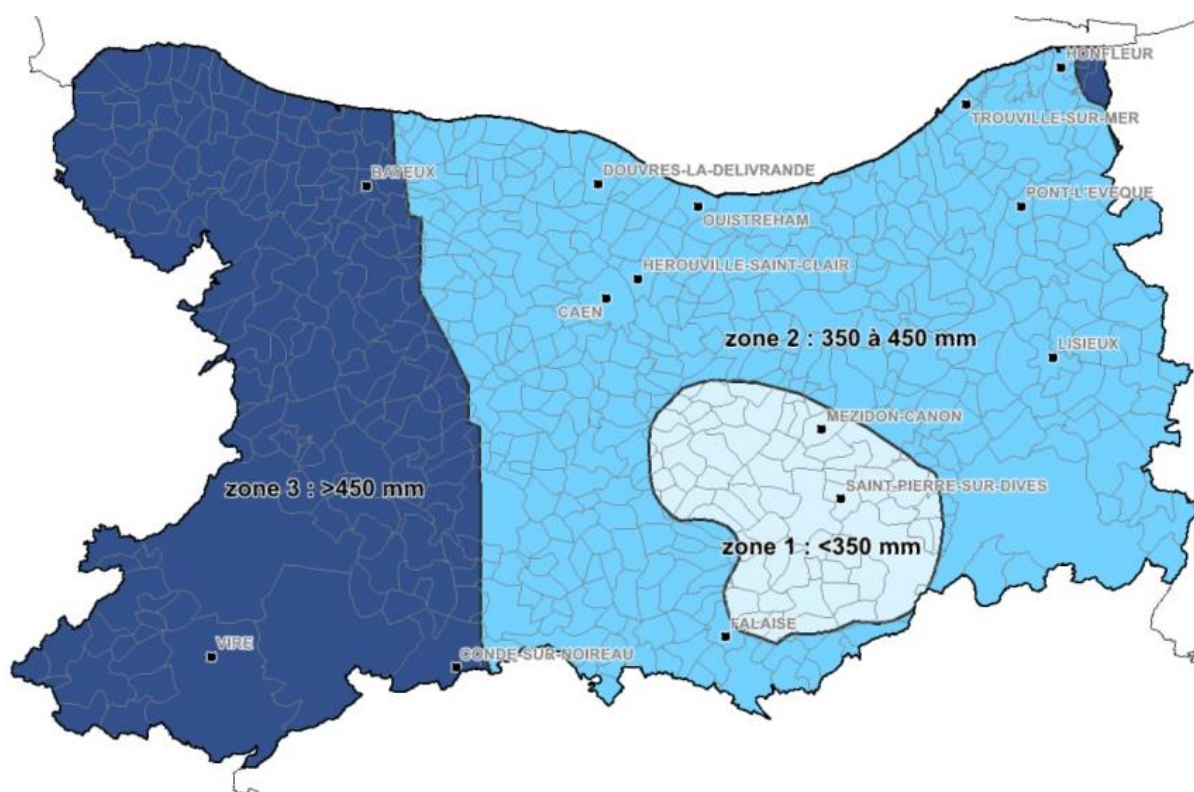 HONFLEUR
TROUVILLE-SUR-MER
BAYEUX
DOUVRES-LA-DELIVRANDE
PONT-L'EVEQUE
OUISTREHAM
HEROUVILLE-SAINT-CLAIR
CAEN
zone 2 : 350 à 450 mm
LISIEUX
MEZIDON-CANON
zone 3 : >450 mm
SAINT-PIERRE-SUR-DIVES
zone 1 : <350 mm
FALAISE
VIRE
CONDE-SUR-NOIREAU